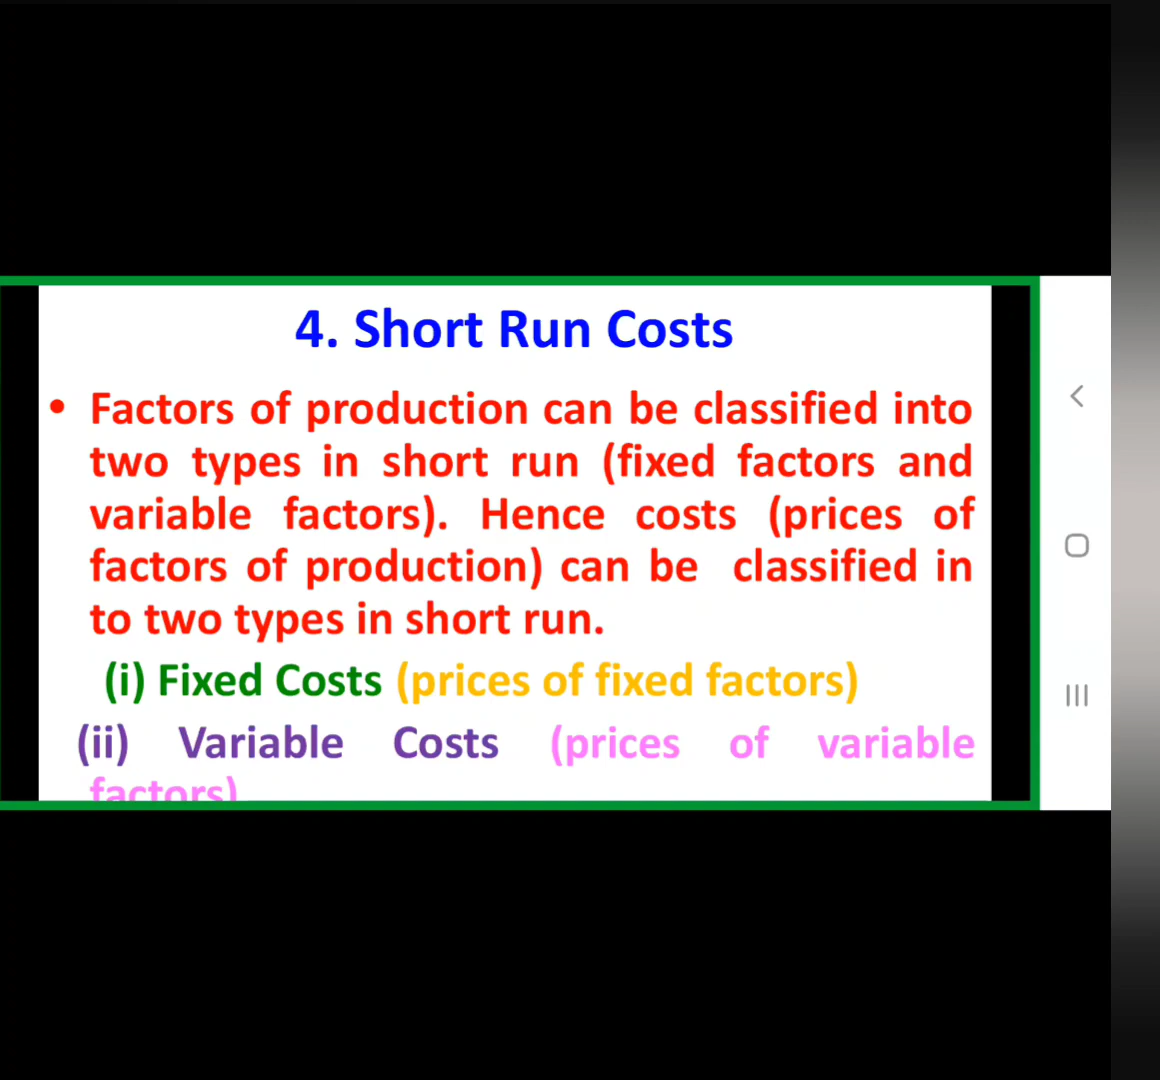 4. Short Run Costs
• Factors of production can be classified into
two types in short run (fixed factors and
variable factors). Hence costs (prices of
factors of production) can be classified in
to two types in short run.
(i) Fixed Costs (prices of fixed factors)
(ii) Variable Costs (prices of variable
factors)